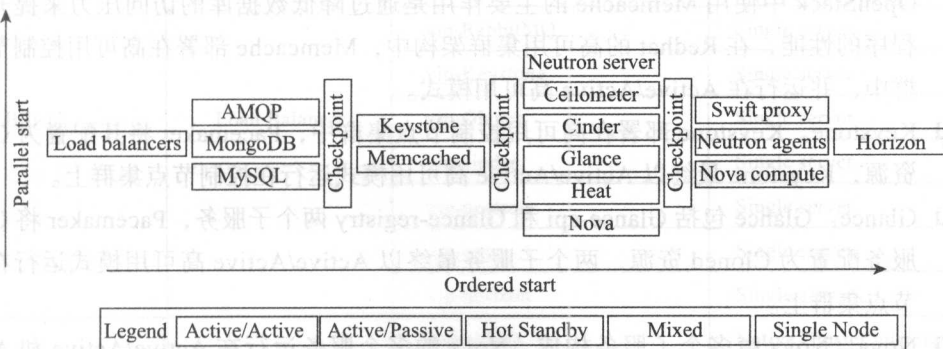 Parallel start
Load balancers
AMQP
MongoDB
MySQL
Checkpoint
Keystone
Memcached
Checkpoint
Neutron server
Ceilometer
Cinder
Glance
Heat
Nova
Checkpoint
Swift proxy
Neutron agents
Nova compute
Horizon
Ordered start
Legend Active/Active Active/Passive Hot Standby Mixed Single Node